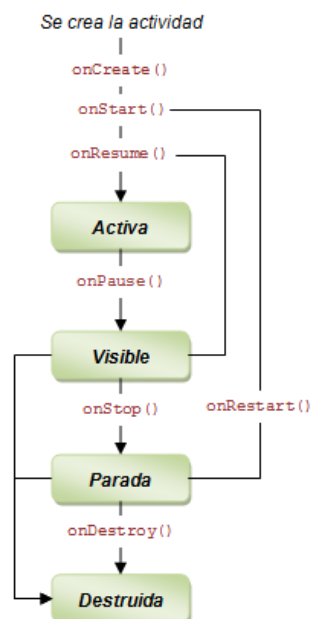 Se crea la actividad
onCreate()
onStart()
onResume()
Activa
onPause()
Visible
onStop()
onRestart()
Parada
onDestroy()
Destruida